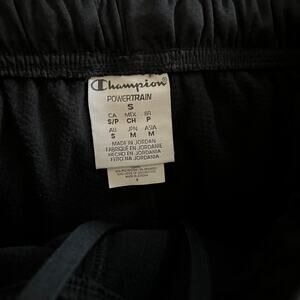 Champion
POWERTRAIN
S
CA MEX BR
S/P CH P
AU JPN ASIA
S M M
MADE IN JORDAN
FABRIQUÉ EN JORDANIE
HECHO EN JORDANIA
FEITO NA JORDÂNIA